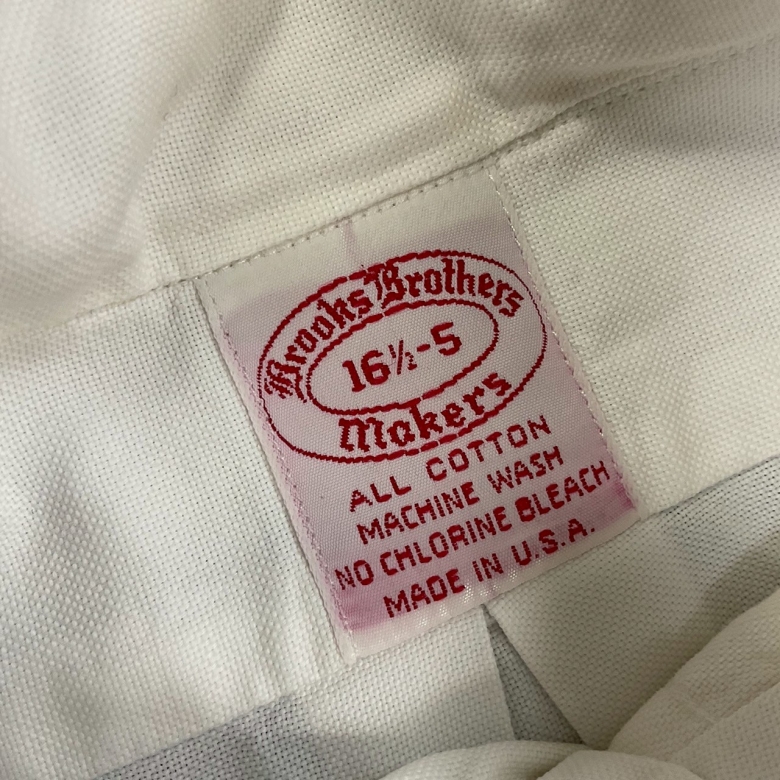 Brooks Brothers
16½-5
Makers
ALL COTTON
MACHINE WASH
NO CHLORINE BLEACH
MADE IN U.S.A.